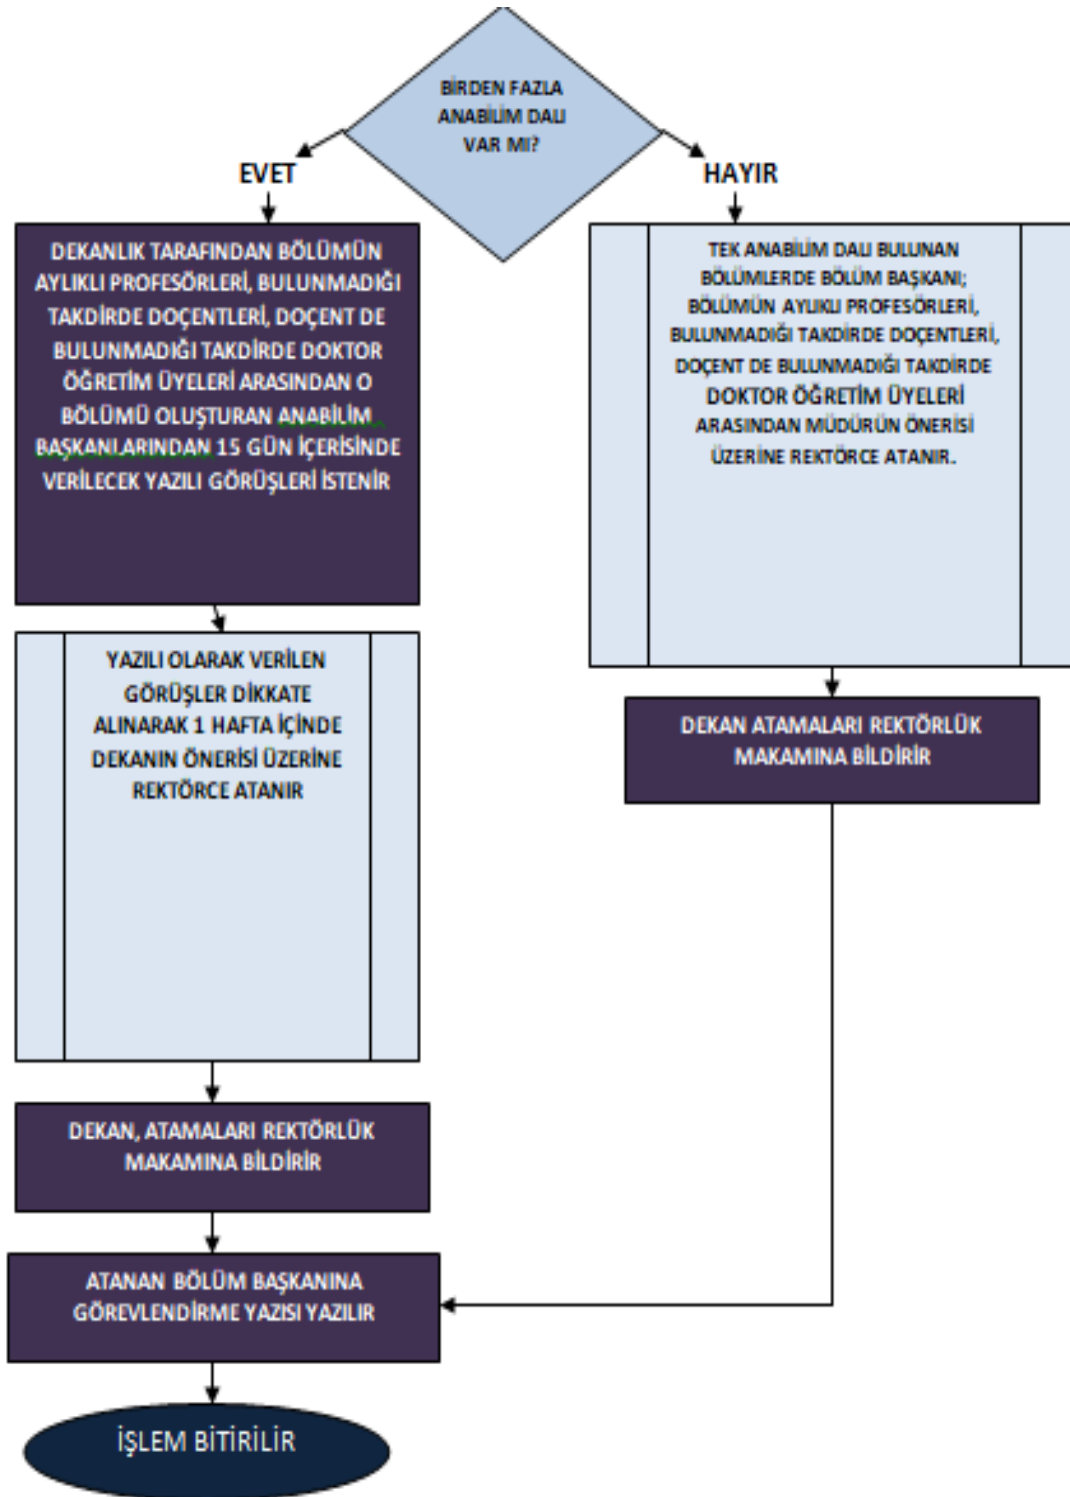 BİRDEN FAZLA
ANABİLİM DALI
VAR MI?
EVET
HAYIR
DEKANLIK TARAFINDAN BÖLÜMÜN
AYLIKLI PROFESÖRLERİ, BULUNMADIĞI
TAKDİRDE DOÇENTLERİ, DOÇENT DE
BULUNMADIĞI TAKDİRDE DOKTOR
ÖĞRETİM ÜYELERİ ARASINDAN O
BÖLÜMÜ OLUŞTURAN ANABİLİM
BAŞKANLARINDAN 15 GÜN İÇERİSİNDE
VERİLECEK YAZILI GÖRÜŞLERİ İSTENİR
TEK ANABİLİM DALI BULUNAN
BÖLÜMLERDE BÖLÜM BAŞKANI;
BÖLÜMÜN AYLIKLI PROFESÖRLERİ,
BULUNMADIĞI TAKDİRDE DOÇENTLERİ,
DOÇENT DE BULUNMADIĞI TAKDİRDE
DOKTOR ÖĞRETİM ÜYELERİ
ARASINDAN MÜDÜRÜN ÖNERİSİ
ÜZERİNE REKTÖRCE ATANIR.
YAZILI OLARAK VERİLEN
GÖRÜŞLER DİKKATE
ALINARAK 1 HAFTA İÇİNDE
DEKANIN ÖNERİSİ ÜZERİNE
REKTÖRCE ATANIR
DEKAN ATAMALARI REKTÖRLÜK
MAKAMINA BİLDİRİR
DEKAN, ATAMALARI REKTÖRLÜK
MAKAMINA BİLDİRİR
ATANAN BÖLÜM BAŞKANINA
GÖREVLENDİRME YAZISI YAZILIR
İŞLEM BİTİRİLİR